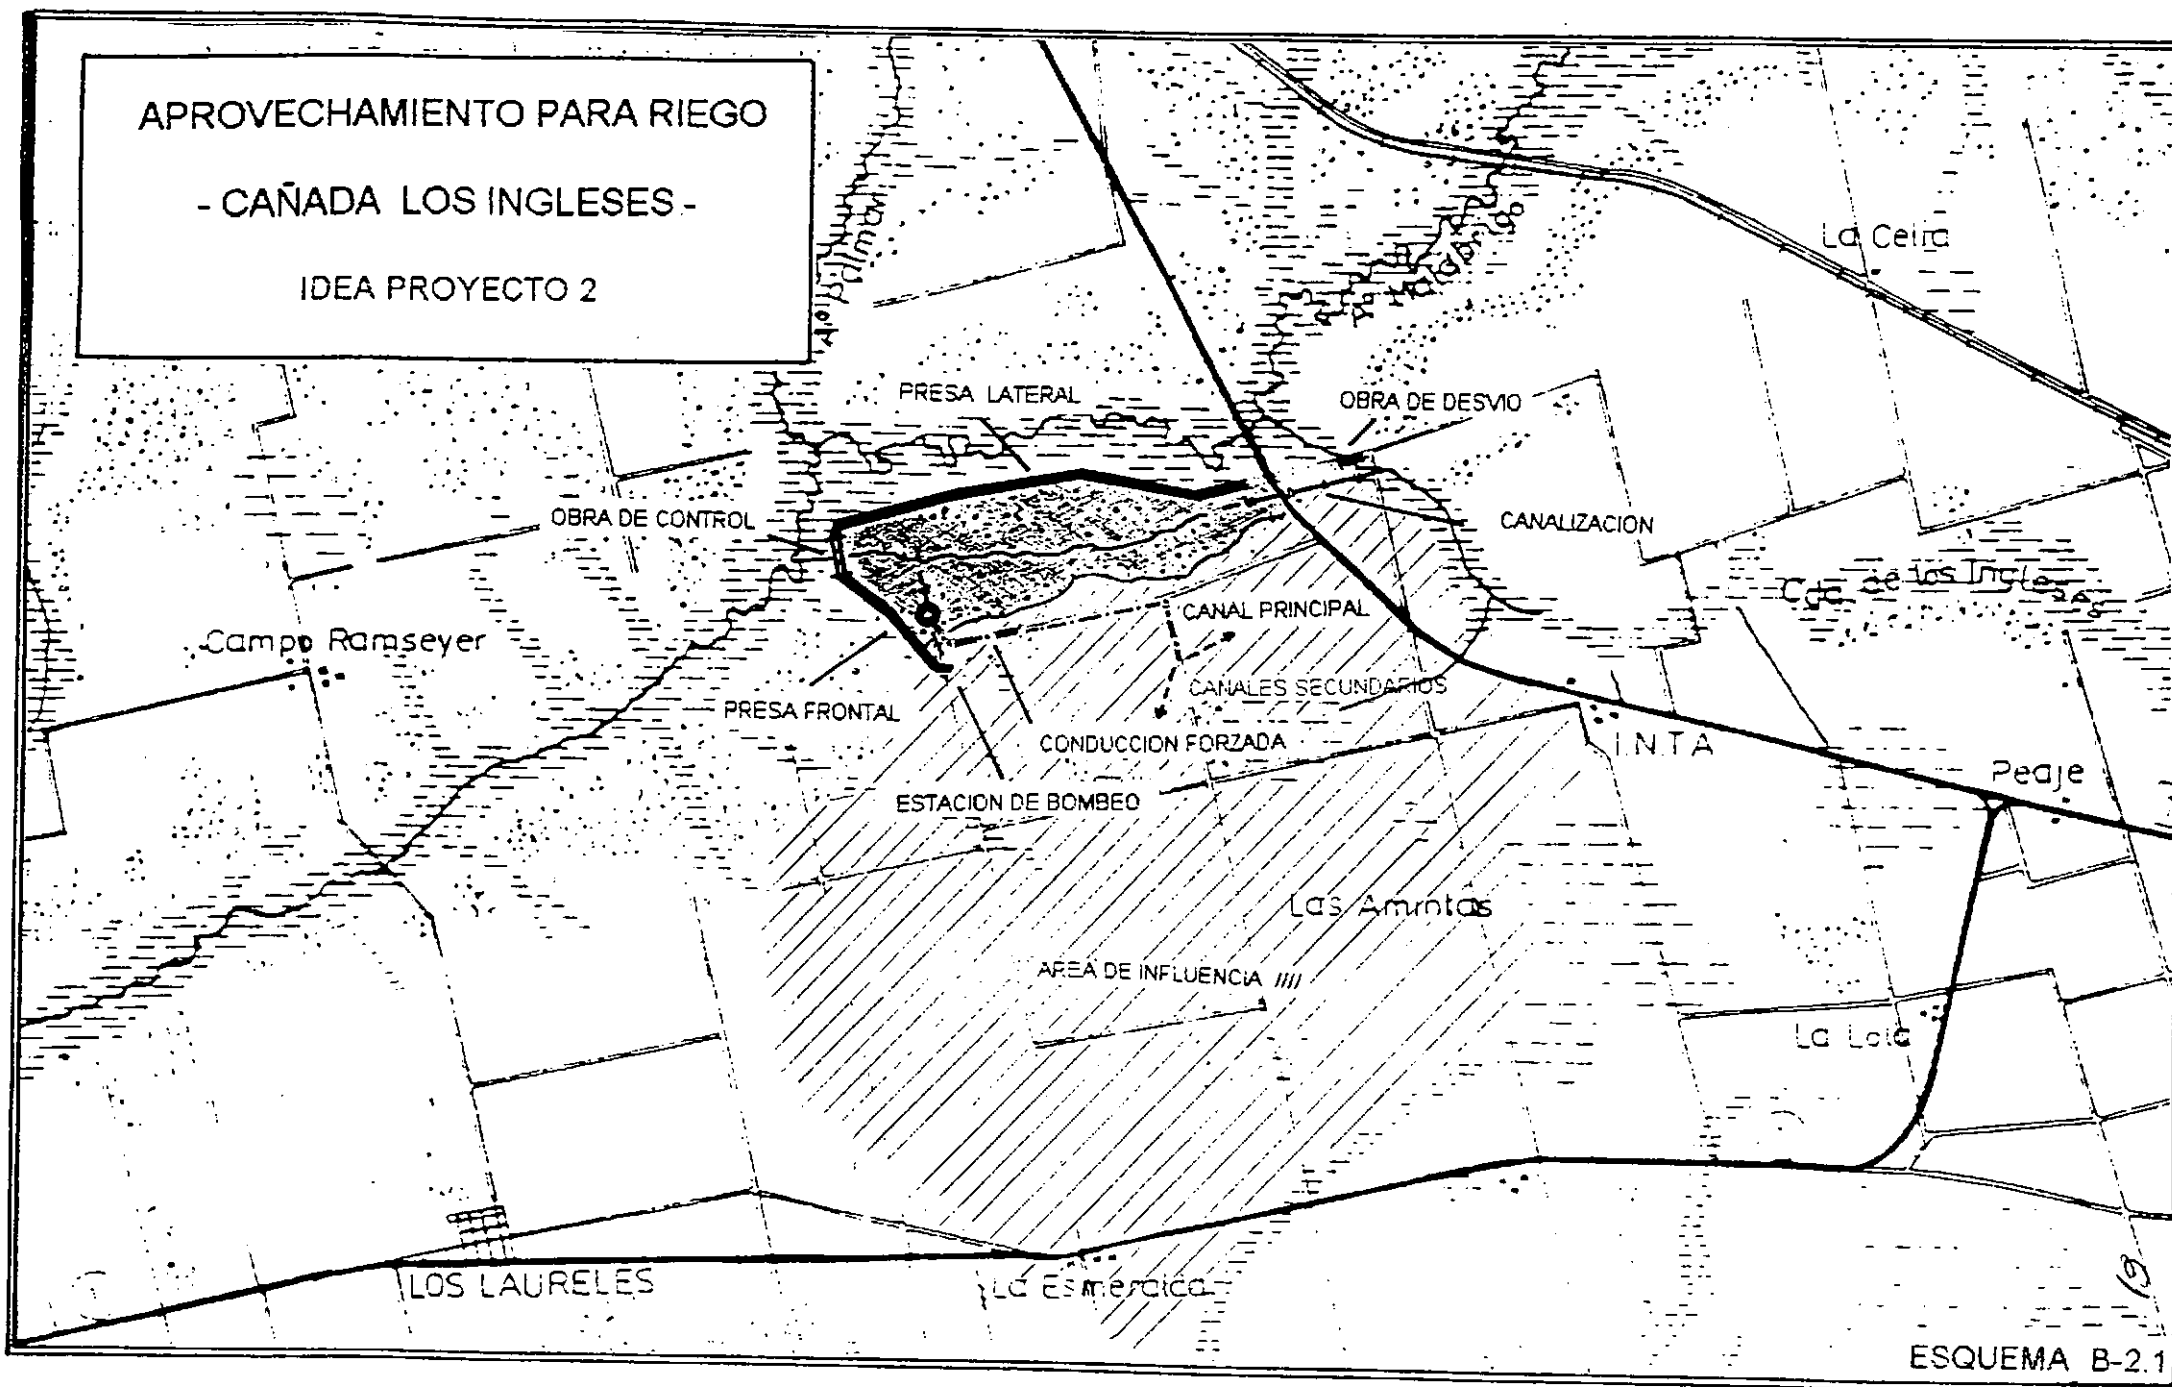 APROVECHAMIENTO PARA RIEGO
- CAÑADA LOS INGLESES -
IDEA PROYECTO 2
La Celira
PRESA LATERAL
OBRA DE DESVIO
OBRA DE CONTROL
CANALIZACION
Cda de los Ingleses
CANAL PRINCIPAL
Campo Ramseyer
CANALES SECUNDARIOS
PRESA FRONTAL
CONDUCCION FORZADA
I.N.T.A
Peaje
ESTACION DE BOMBEO
Las Amintas
AREA DE INFLUENCIA ////
La Lola
LOS LAURELES
La Esmeralda
ESQUEMA B-2.1